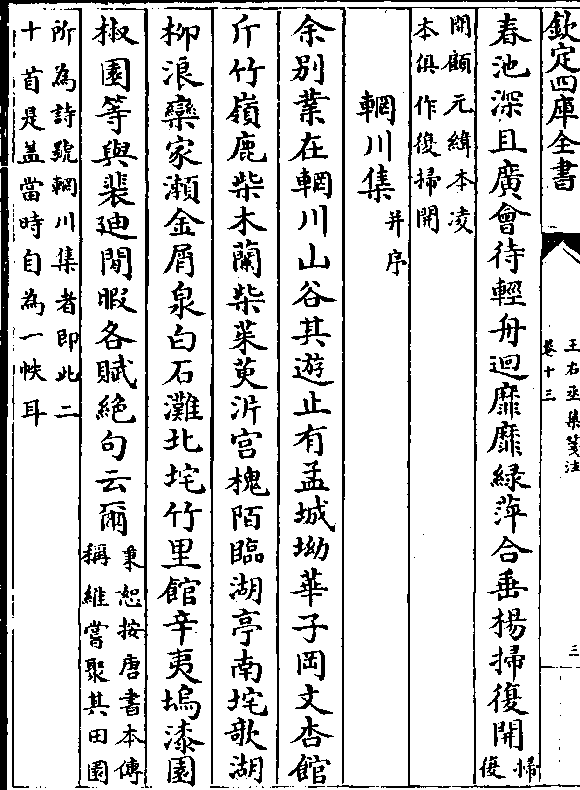 欽定四庫全書
王右丞集箋注
卷十三
三
春池深且廣會待輕舟迴靡靡緑萍合垂楊掃復開掃復
開顧元緯本凌
本俱作復掃開
輞川集并序
余別業在輞川山谷其遊止有孟城坳華子岡文杏館
斤竹嶺鹿柴木蘭柴茱萸沜宫槐陌臨湖亭南垞欹湖
柳浪欒家瀬金屑泉白石灘北垞竹里館辛夷塢漆園
椒園等與裴迪閒暇各賦絶句云爾秉恕按唐書本傳
稱維嘗聚其田園
所為詩號輞川集者即此二
十首是葢當時自為一帙耳